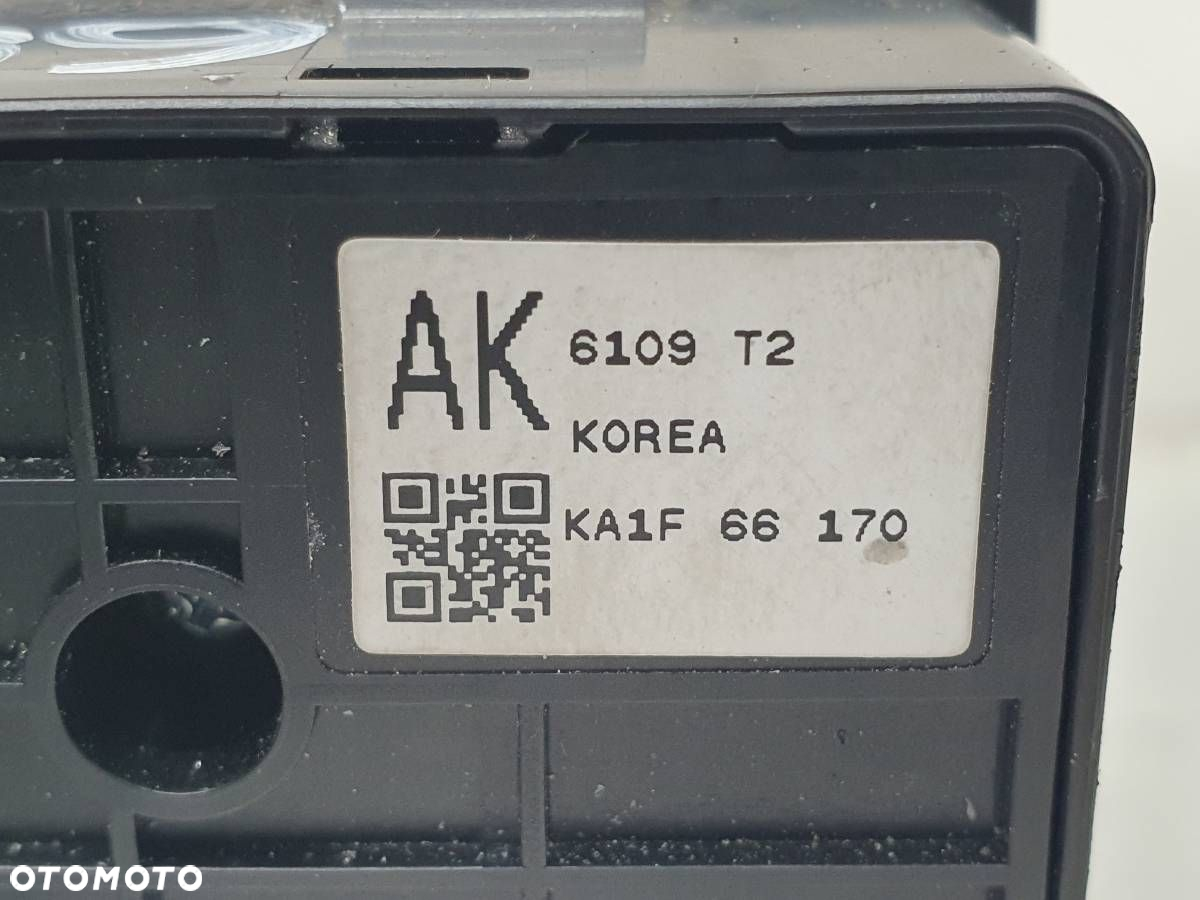 AK 6109 T2
KOREA
KA1F 66 170
OTOMOTO